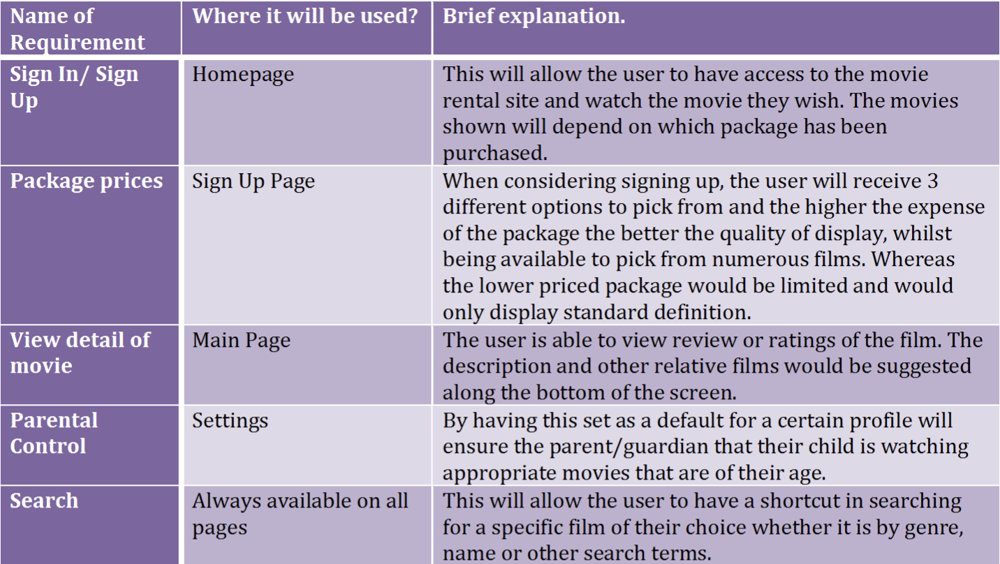 Name of
Requirement
Where it will be used?
Brief explanation.
Sign In/ Sign
Up
Homepage
This will allow the user to have access to the movie
rental site and watch the movie they wish. The movies
shown will depend on which package has been
purchased.
Package prices
Sign Up Page
When considering signing up, the user will receive 3
different options to pick from and the higher the expense
of the package the better the quality of display, whilst
being available to pick from numerous films. Whereas
the lower priced package would be limited and would
only display standard definition.
View detail of
movie
Main Page
The user is able to view review or ratings of the film. The
description and other relative films would be suggested
along the bottom of the screen.
Parental
Control
Settings
By having this set as a default for a certain profile will
ensure the parent/guardian that their child is watching
appropriate movies that are of their age.
Search
Always available on all
pages
This will allow the user to have a shortcut in searching
for a specific film of their choice whether it is by genre,
name or other search terms.